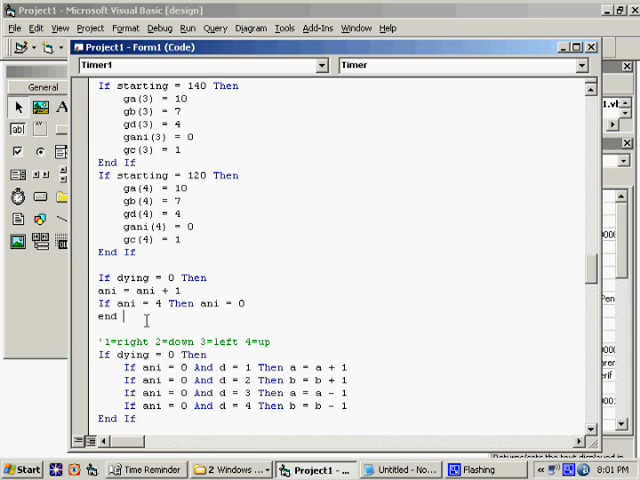 Project1 - Microsoft Visual Basic [design]
File Edit View Project Format Debug Run Query Diagram Tools Add-Ins Window Help
Project1 - Form1 (Code)
Timer1 Timer
General
If starting = 140 Then
ga(3) = 10
gb(3) = 7
gd(3) = 4
gani(3) = 0
gc(3) = 1
End If
If starting = 120 Then
ga(4) = 10
gb(4) = 7
gd(4) = 4
gani(4) = 0
gc(4) = 1
End If
If dying = 0 Then
ani = ani + 1
If ani = 4 Then ani = 0
end
'1=right 2=down 3=left 4=up
If dying = 0 Then
If ani = 0 And d = 1 Then a = a + 1
If ani = 0 And d = 2 Then b = b + 1
If ani = 0 And d = 3 Then a = a - 1
If ani = 0 And d = 4 Then b = b - 1
End If
Start Time Reminder 2 Windows ... Project1 - ... Untitled - No... Flashing 8:01 PM